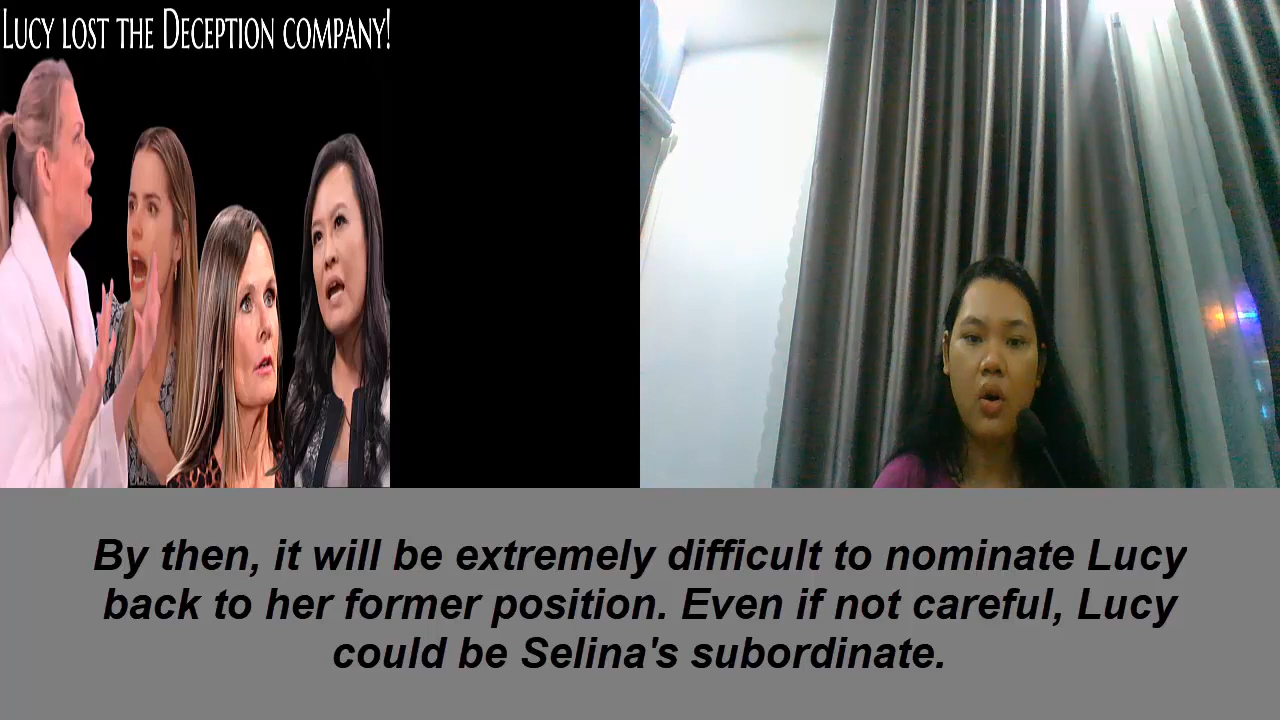 Lucy lost the Deception company!
By then, it will be extremely difficult to nominate Lucy
back to her former position. Even if not careful, Lucy
could be Selina's subordinate.